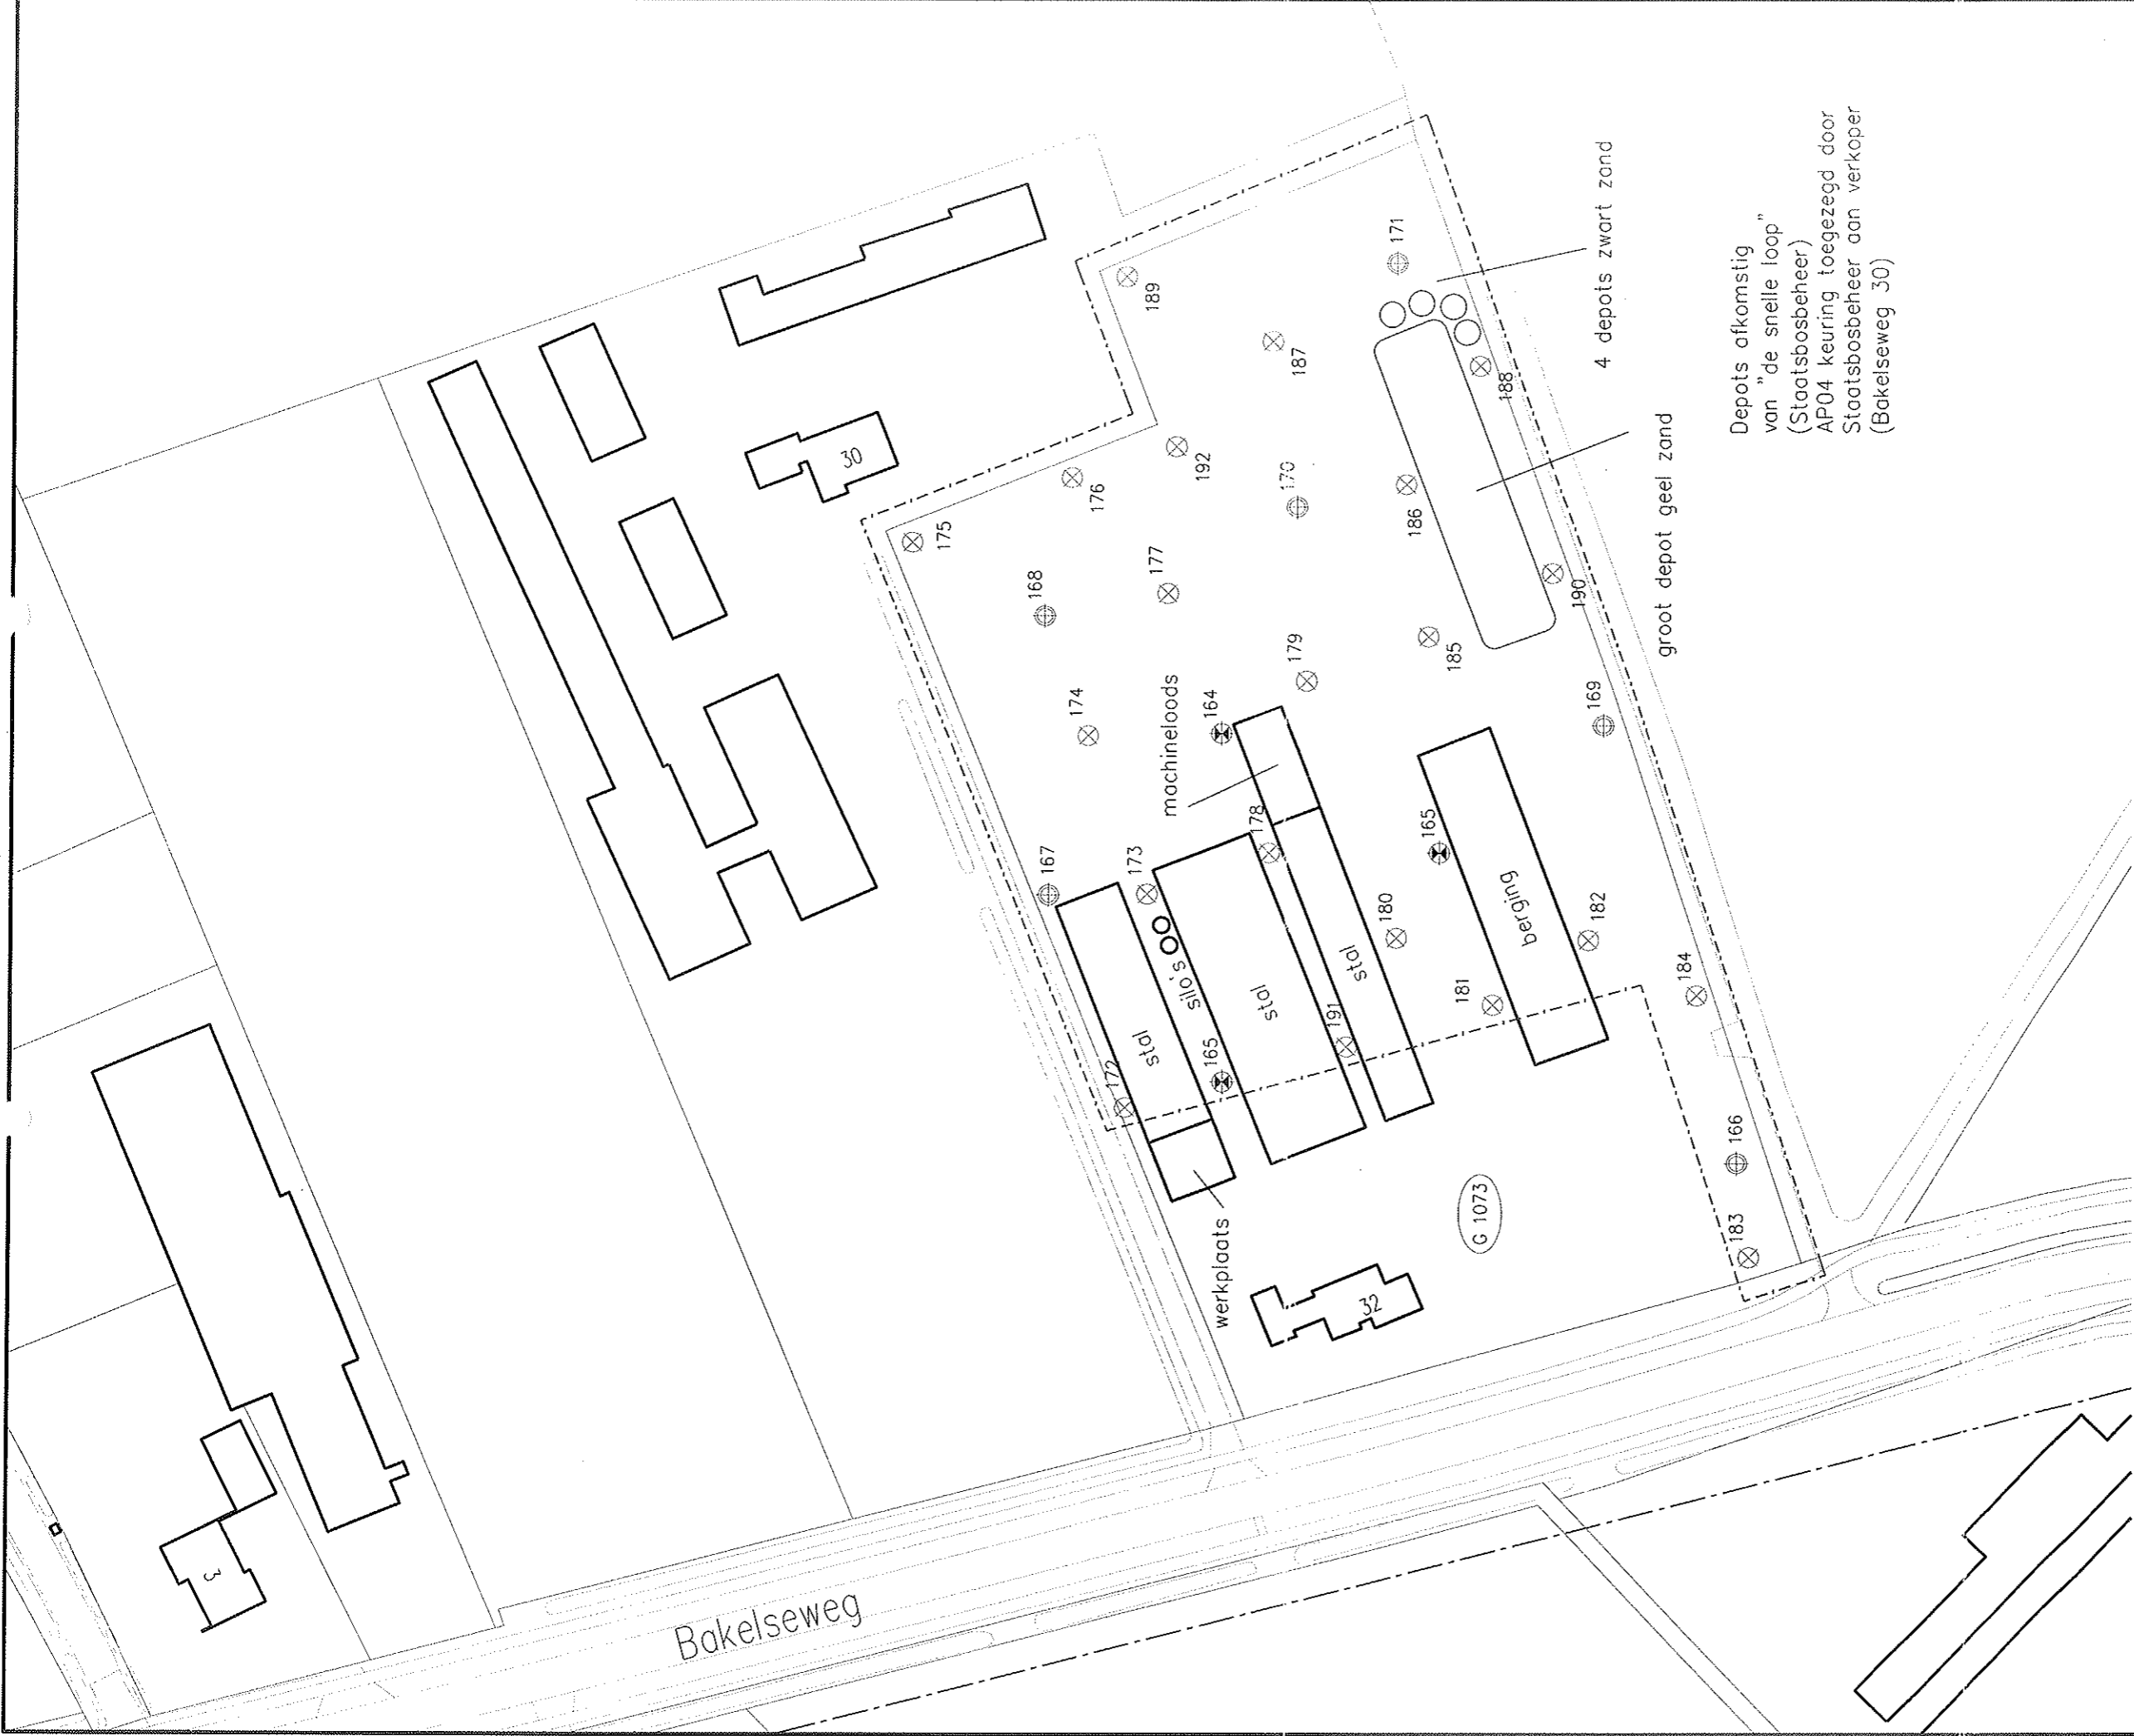 Bakelseweg
3
30
32
G 1073
werkplaats
stal
silo's
stal
stal
berging
machineloods
164
165
165
166
167
168
169
170
171
172
173
174
175
176
177
178
179
180
181
182
183
184
185
186
187
188
189
190
191
192
4 depots zwart zand
groot depot geel zand
Depots afkomstig
van "de snelle loop"
(Staatsbosbeheer)
AP04 keuring toegezegd door
Staatsbosbeheer aan verkoper
(Bakelseweg 30)